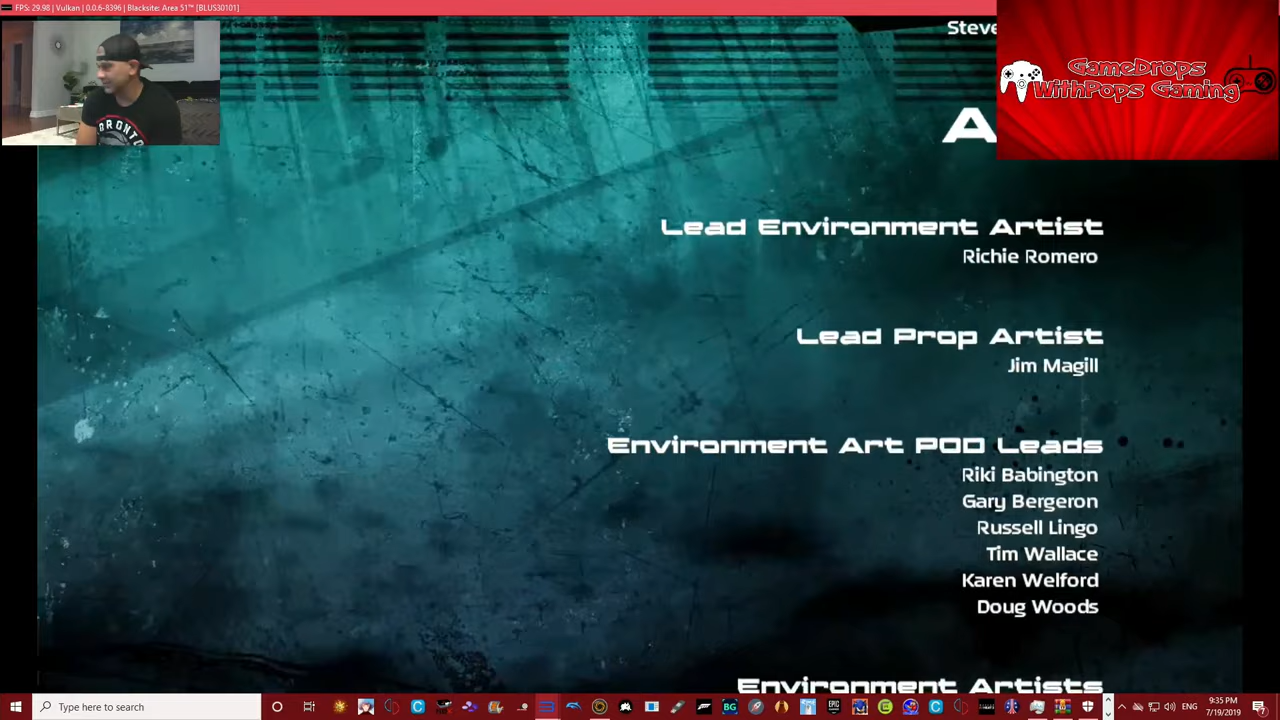 FPS: 29.98 | Vulkan | 0.0.6-8396 | Blacksite: Area 51™ [BLUS30101]
Steve
GameDrops
WithPops Gaming
A
Lead Environment Artist
Richie Romero
Lead Prop Artist
Jim Magill
Environment Art POD Leads
Riki Babington
Gary Bergeron
Russell Lingo
Tim Wallace
Karen Welford
Doug Woods
Environment Artists
Type here to search
ENG
9:35 PM
7/19/2019